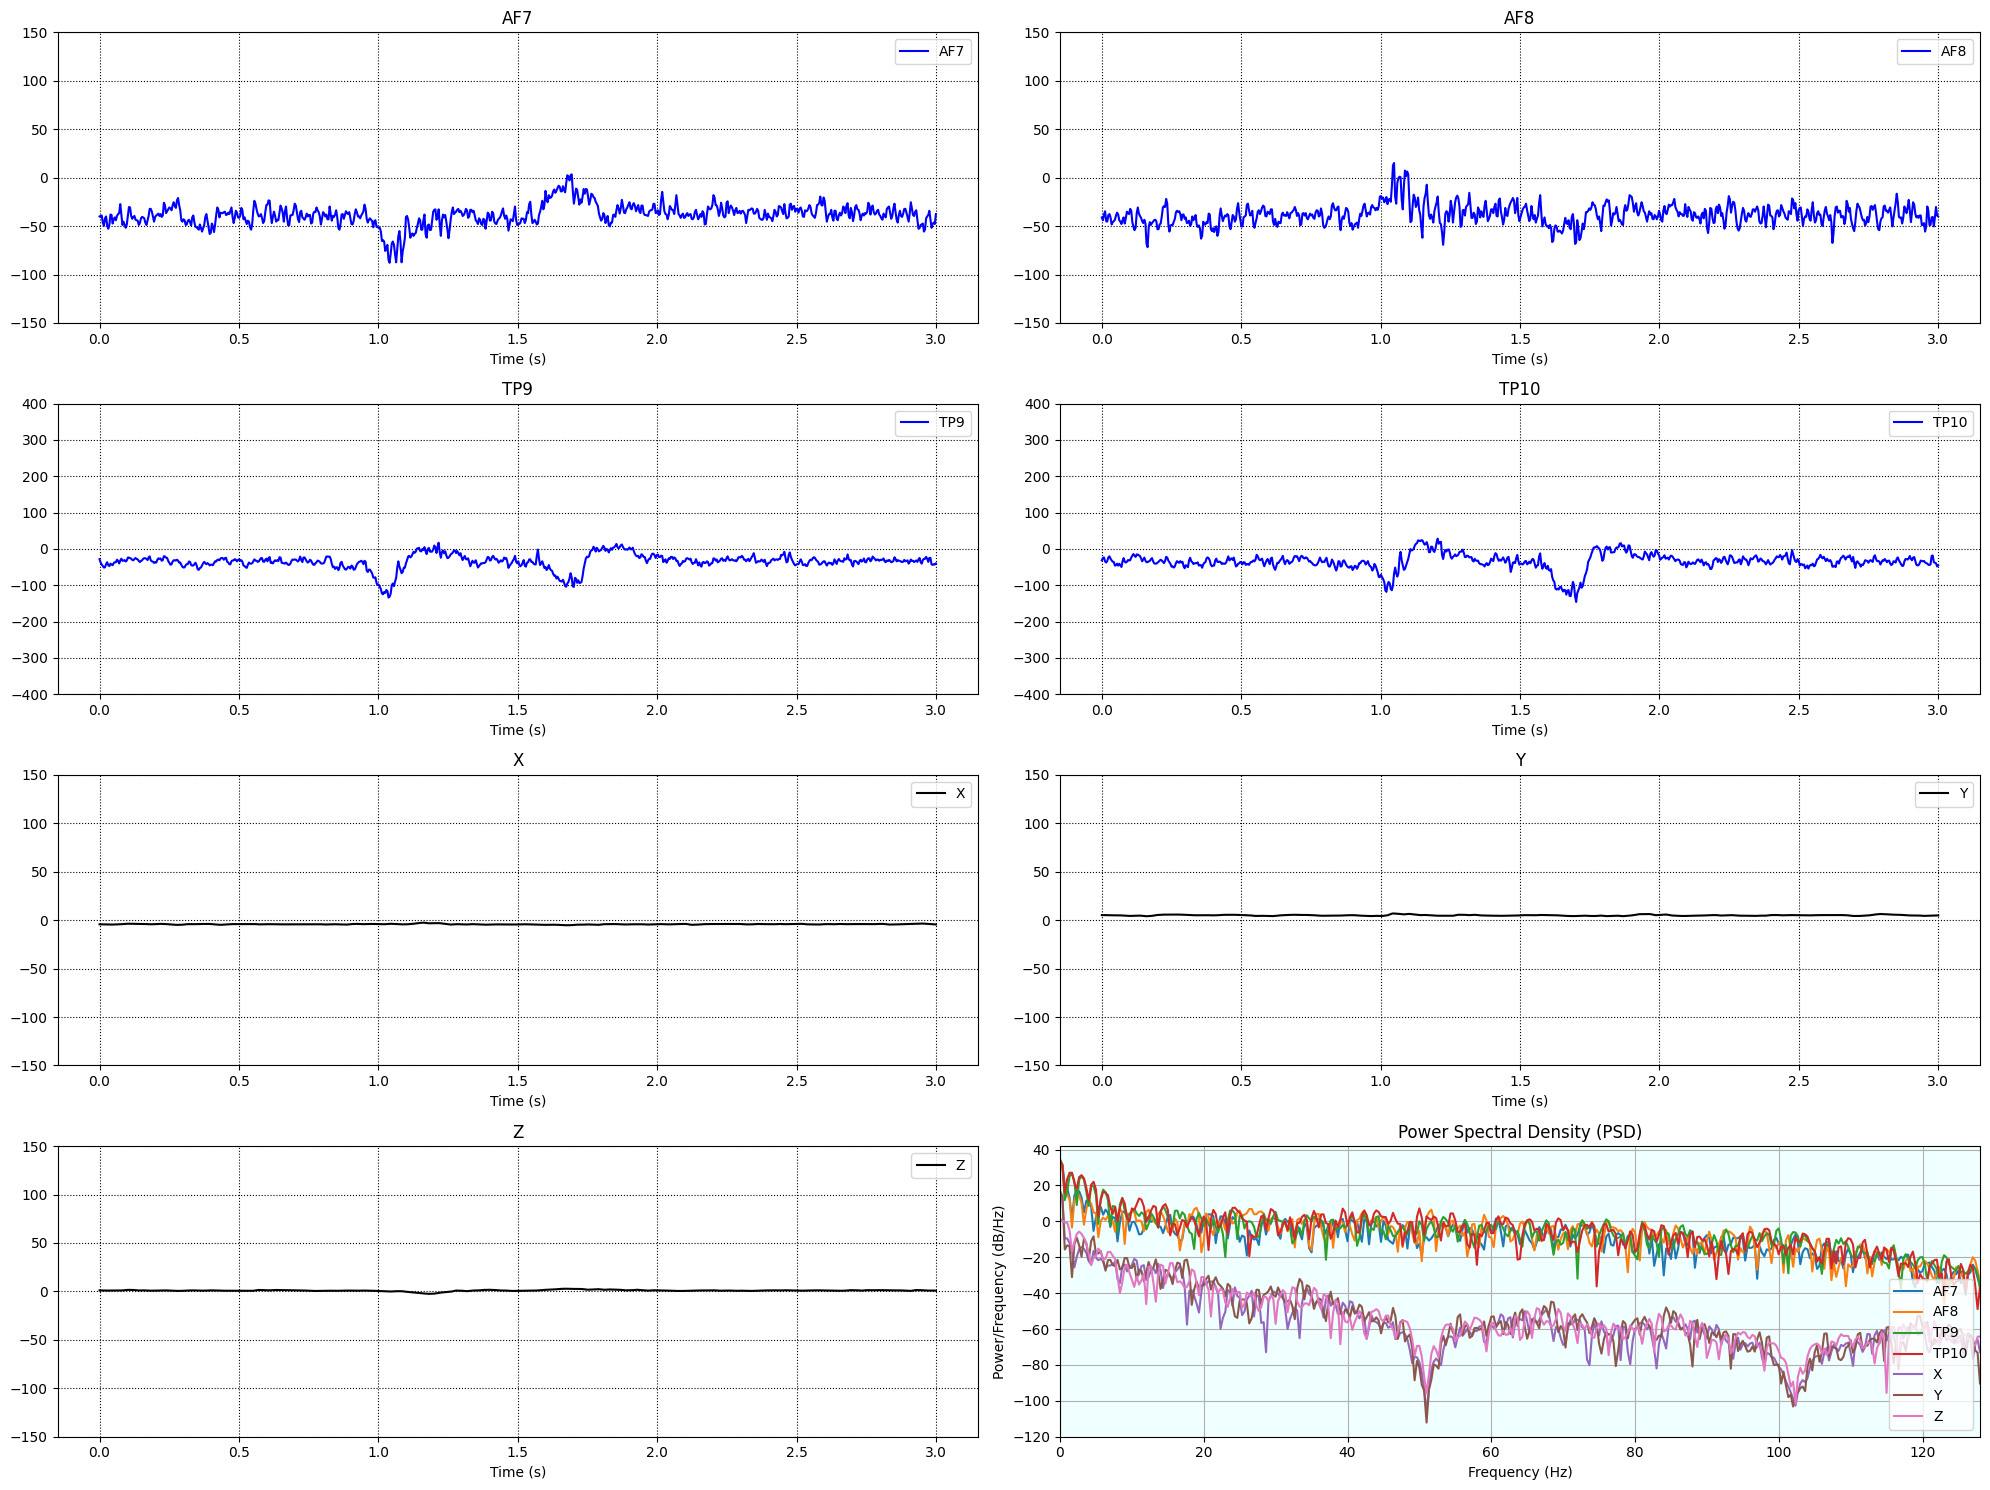 AF7
150
100
50
0
−50
−100
−150
AF7
0.0 0.5 1.0 1.5 2.0 2.5 3.0
Time (s)
AF8
150
100
50
0
−50
−100
−150
AF8
0.0 0.5 1.0 1.5 2.0 2.5 3.0
Time (s)
TP9
400
300
200
100
0
−100
−200
−300
−400
TP9
0.0 0.5 1.0 1.5 2.0 2.5 3.0
Time (s)
TP10
400
300
200
100
0
−100
−200
−300
−400
TP10
0.0 0.5 1.0 1.5 2.0 2.5 3.0
Time (s)
X
150
100
50
0
−50
−100
−150
X
0.0 0.5 1.0 1.5 2.0 2.5 3.0
Time (s)
Y
150
100
50
0
−50
−100
−150
Y
0.0 0.5 1.0 1.5 2.0 2.5 3.0
Time (s)
Z
150
100
50
0
−50
−100
−150
Z
0.0 0.5 1.0 1.5 2.0 2.5 3.0
Time (s)
Power Spectral Density (PSD)
Power/Frequency (dB/Hz)
40
20
0
−20
−40
−60
−80
−100
−120
AF7
AF8
TP9
TP10
X
Y
Z
0 20 40 60 80 100 120
Frequency (Hz)